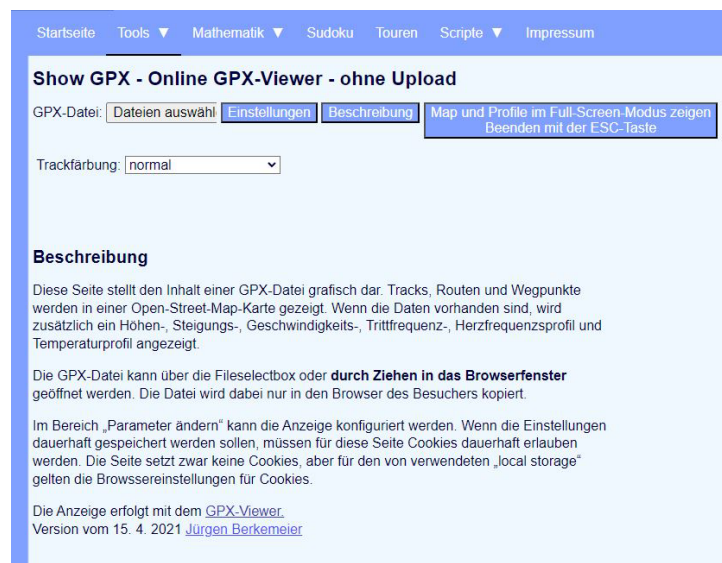 Startseite Tools ▼ Mathematik ▼ Sudoku Touren Scripte ▼ Impressum
Show GPX - Online GPX-Viewer - ohne Upload
GPX-Datei: Dateien auswähl Einstellungen Beschreibung Map und Profile im Full-Screen-Modus zeigen
Beenden mit der ESC-Taste
Trackfärbung: normal
Beschreibung
Diese Seite stellt den Inhalt einer GPX-Datei grafisch dar. Tracks, Routen und Wegpunkte
werden in einer Open-Street-Map-Karte gezeigt. Wenn die Daten vorhanden sind, wird
zusätzlich ein Höhen-, Steigungs-, Geschwindigkeits-, Trittfrequenz-, Herzfrequenzsprofil und
Temperaturprofil angezeigt.
Die GPX-Datei kann über die Fileselectbox oder durch Ziehen in das Browserfenster
geöffnet werden. Die Datei wird dabei nur in den Browser des Besuchers kopiert.
Im Bereich „Parameter ändern“ kann die Anzeige konfiguriert werden. Wenn die Einstellungen
dauerhaft gespeichert werden sollen, müssen für diese Seite Cookies dauerhaft erlauben
werden. Die Seite setzt zwar keine Cookies, aber für den von verwendeten „local storage“
gelten die Browssereinstellungen für Cookies.
Die Anzeige erfolgt mit dem GPX-Viewer.
Version vom 15. 4. 2021 Jürgen Berkemeier